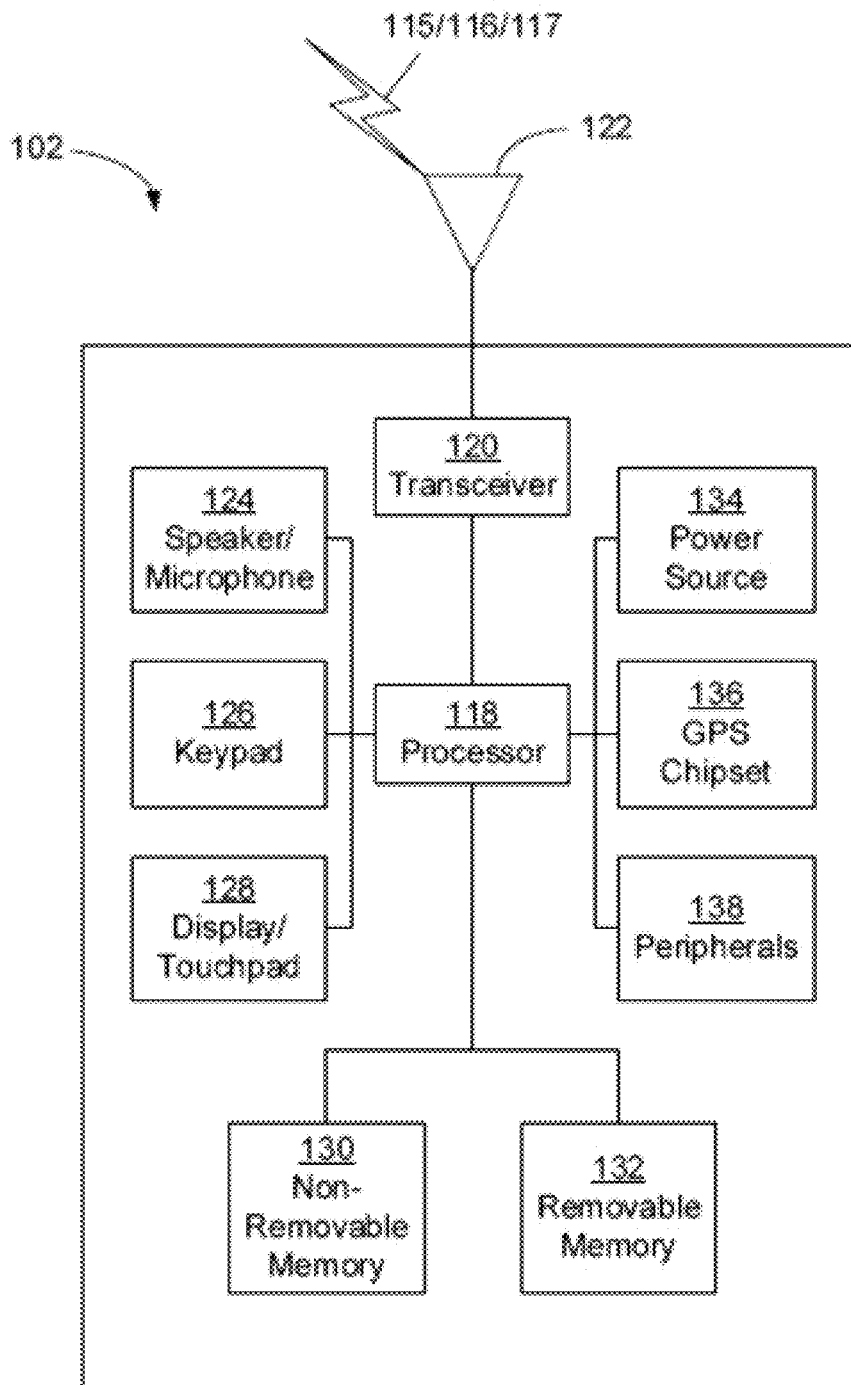 115/116/117
122
102
120
Transceiver
124
Speaker/
Microphone
134
Power
Source
126
Keypad
118
Processor
136
GPS
Chipset
128
Display/
Touchpad
138
Peripherals
130
Non-
Removable
Memory
132
Removable
Memory